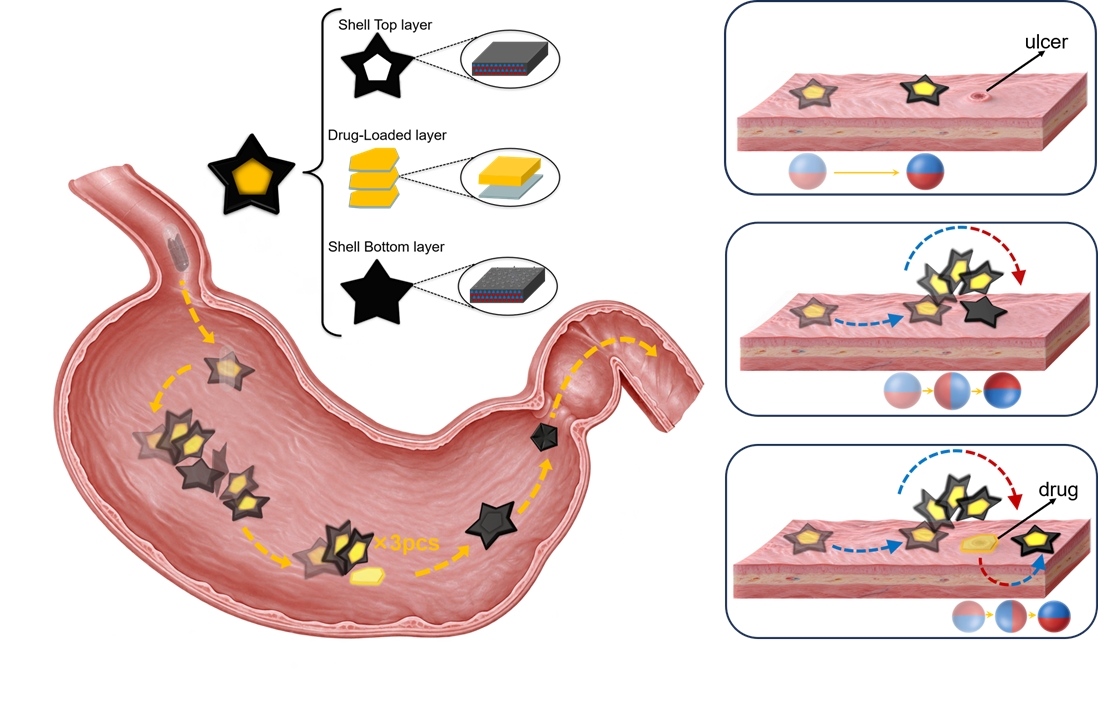 Shell Top layer
Drug-Loaded layer
Shell Bottom layer
×3pcs
ulcer
drug